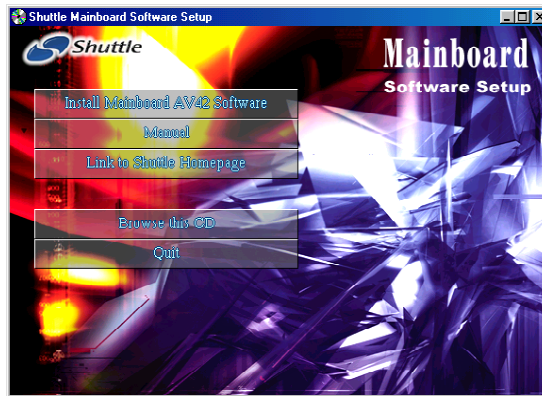 Shuttle Mainboard Software Setup
Shuttle
Mainboard
Software Setup
Install Mainboard AV42 Software
Manual
Link to Shuttle Homepage
Browse this CD
Quit